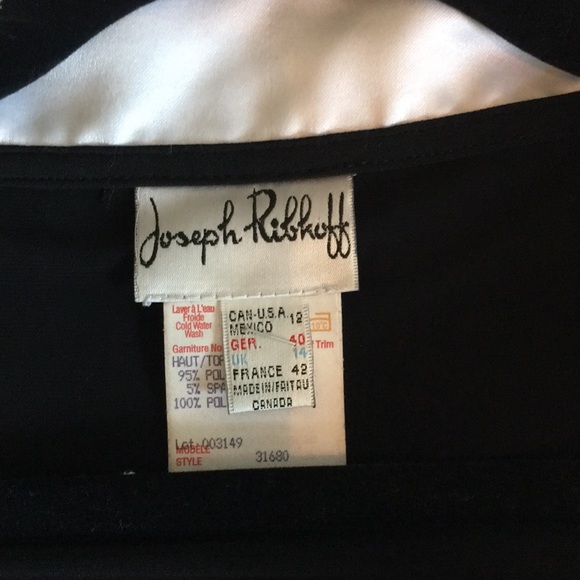 Joseph Ribkoff
Laver à L'eau
Froide
Cold Water
Wash
Garniture No
Trim
HAUT/TOP
95% POL
5% SPA
100% POL
CAN-U.S.A.
MEXICO 12
GER. 40
UK 14
FRANCE 42
MADE IN/FAIT AU
CANADA
Lot: 003149
MODELE
STYLE 31680